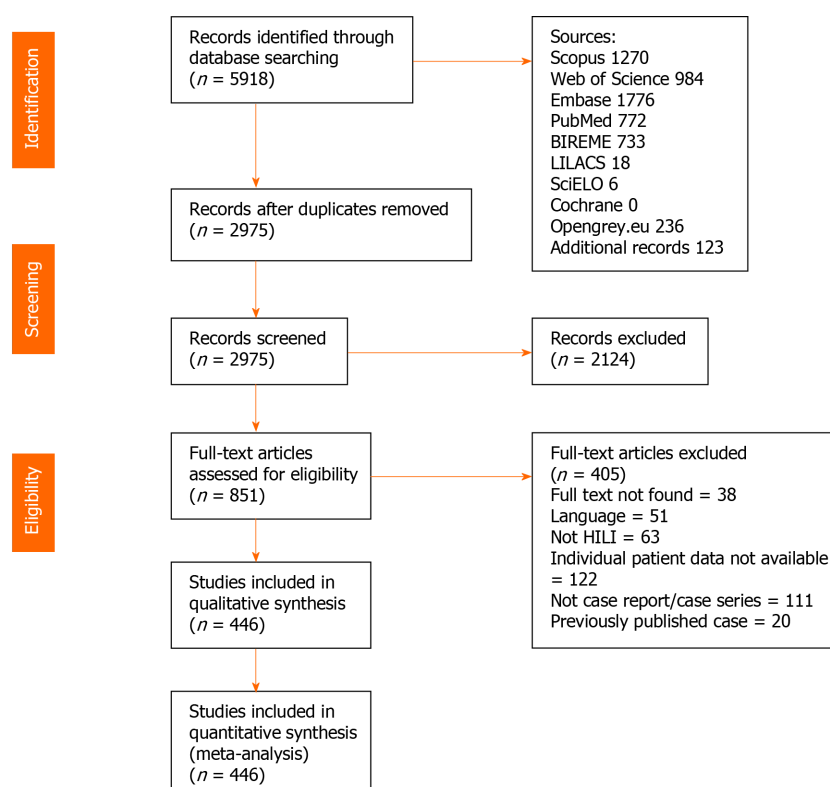 Identification
Records identified through
database searching
(n = 5918)
Sources:
Scopus 1270
Web of Science 984
Embase 1776
PubMed 772
BIREME 733
LILACS 18
SciELO 6
Cochrane 0
Opengrey.eu 236
Additional records 123
Records after duplicates removed
(n = 2975)
Screening
Records screened
(n = 2975)
Records excluded
(n = 2124)
Eligibility
Full-text articles
assessed for eligibility
(n = 851)
Full-text articles excluded
(n = 405)
Full text not found = 38
Language = 51
Not HILI = 63
Individual patient data not available
= 122
Not case report/case series = 111
Previously published case = 20
Studies included in
qualitative synthesis
(n = 446)
Studies included in
quantitative synthesis
(meta-analysis)
(n = 446)